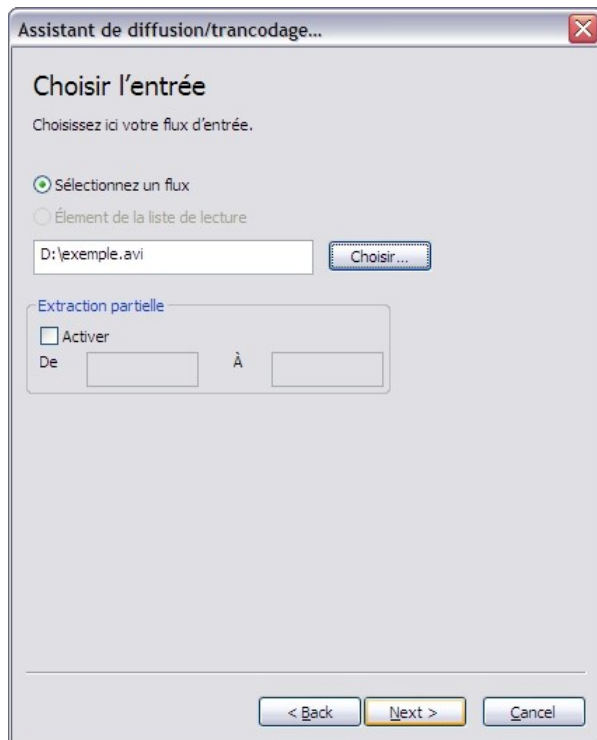 Assistant de diffusion/trancodage...
Choisir l'entrée
Choisissez ici votre flux d'entrée.
Sélectionnez un flux
Élement de la liste de lecture
D:\exemple.avi
Choisir...
Extraction partielle
Activer
De À
< Back Next > Cancel